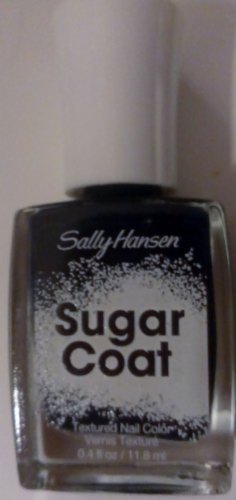 Sally Hansen
Sugar
Coat
Textured Nail Color
Vernis Texturé
0.4 fl oz / 11.8 ml